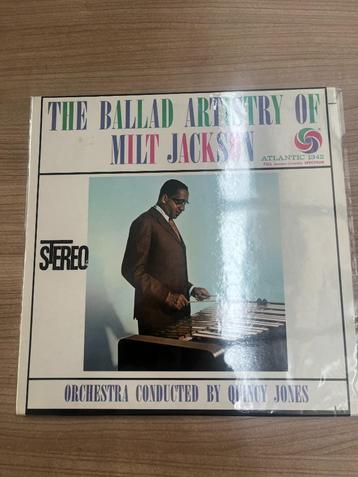 THE BALLAD ARTISTRY OF
MILT JACKSON
ATLANTIC 1342
STEREO
ORCHESTRA CONDUCTED BY QUINCY JONES